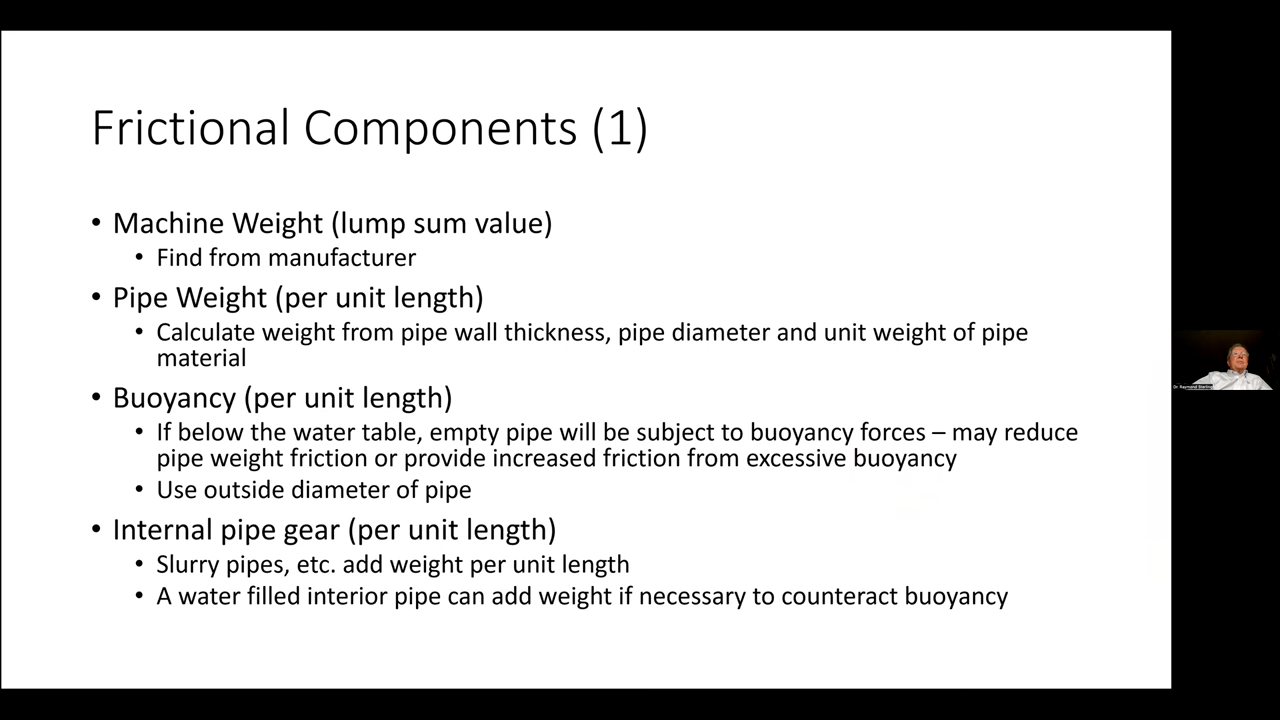 Frictional Components (1)
• Machine Weight (lump sum value)
• Find from manufacturer
• Pipe Weight (per unit length)
• Calculate weight from pipe wall thickness, pipe diameter and unit weight of pipe
material
• Buoyancy (per unit length)
• If below the water table, empty pipe will be subject to buoyancy forces – may reduce
pipe weight friction or provide increased friction from excessive buoyancy
• Use outside diameter of pipe
• Internal pipe gear (per unit length)
• Slurry pipes, etc. add weight per unit length
• A water filled interior pipe can add weight if necessary to counteract buoyancy
Dr. Raymond Sterling